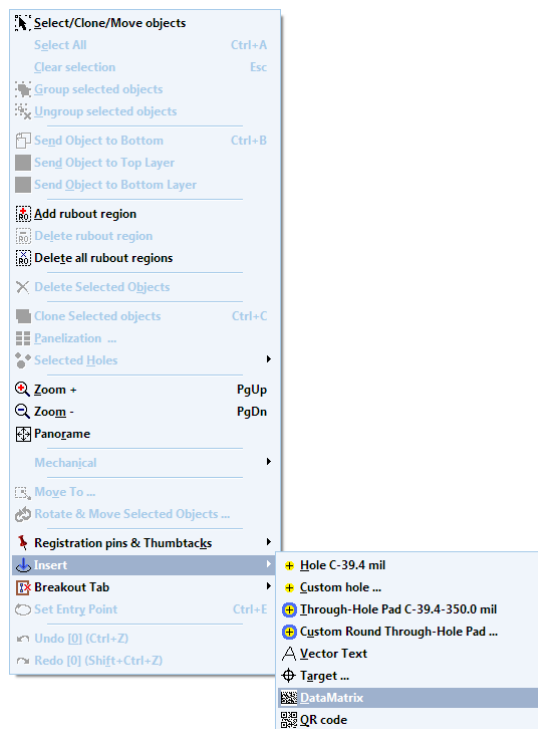 Select/Clone/Move objects
Select All Ctrl+A
Clear selection Esc
Group selected objects
Ungroup selected objects
Send Object to Bottom Ctrl+B
Send Object to Top Layer
Send Object to Bottom Layer
RO Add rubout region
RO Delete rubout region
RO Delete all rubout regions
Delete Selected Objects
Clone Selected objects Ctrl+C
Panelization ...
Selected Holes
Zoom + PgUp
Zoom - PgDn
Panorame
Mechanical
Move To ...
Rotate & Move Selected Objects ...
Registration pins & Thumbtacks
Insert
Breakout Tab
Set Entry Point Ctrl+E
Undo [0] (Ctrl+Z)
Redo [0] (Shift+Ctrl+Z)
Hole C-39.4 mil
Custom hole ...
Through-Hole Pad C-39.4-350.0 mil
Custom Round Through-Hole Pad ...
Vector Text
Target ...
DataMatrix
QR code